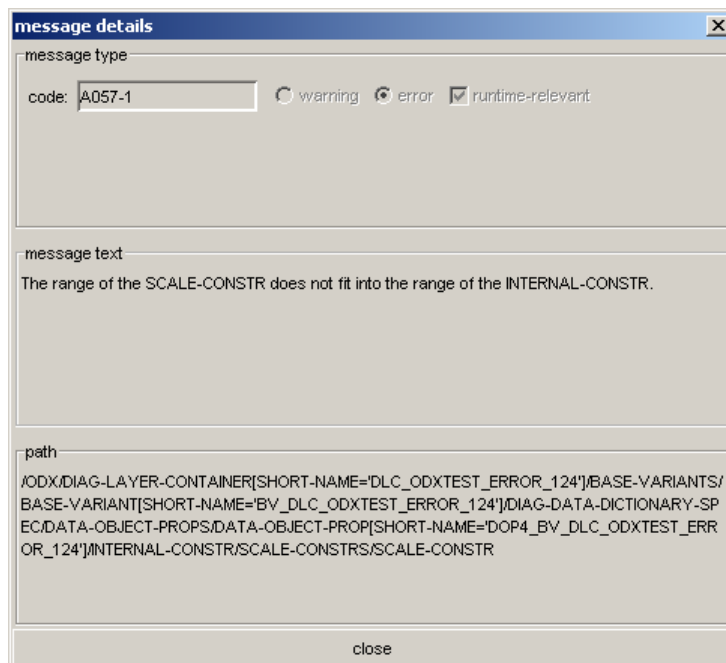 message details
message type
code: A057-1 warning error runtime-relevant
message text
The range of the SCALE-CONSTR does not fit into the range of the INTERNAL-CONSTR.
path
/ODX/DIAG-LAYER-CONTAINER[SHORT-NAME='DLC_ODXTEST_ERROR_124']/BASE-VARIANTS/
BASE-VARIANT[SHORT-NAME='BV_DLC_ODXTEST_ERROR_124']/DIAG-DATA-DICTIONARY-SP
EC/DATA-OBJECT-PROPS/DATA-OBJECT-PROP[SHORT-NAME='DOP4_BV_DLC_ODXTEST_ERR
OR_124']/INTERNAL-CONSTR/SCALE-CONSTRS/SCALE-CONSTR
close